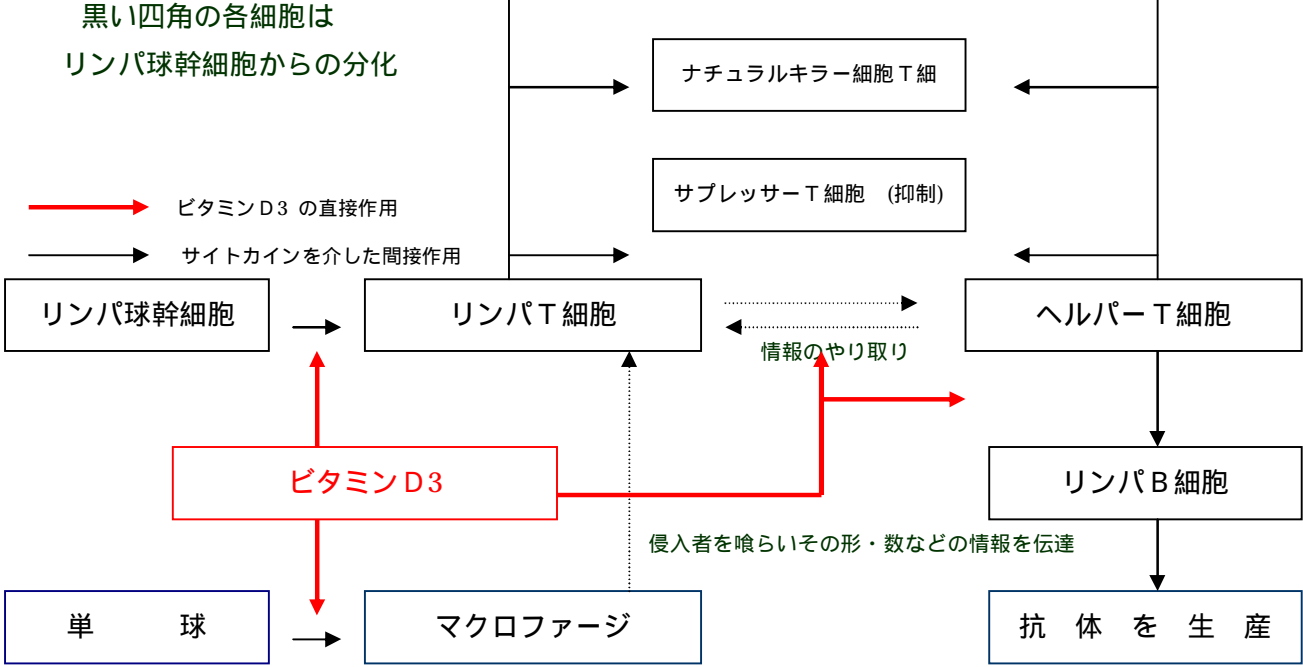 黒い四角の各細胞は
リンパ球幹細胞からの分化
ナチュラルキラー細胞T細
サプレッサーT細胞 (抑制)
ビタミンD3 の直接作用
サイトカインを介した間接作用
リンパ球幹細胞
リンパT細胞
ヘルパーT細胞
情報のやり取り
ビタミンD3
リンパB細胞
侵入者を喰らいその形・数などの情報を伝達
単 球
マクロファージ
抗 体 を 生 産